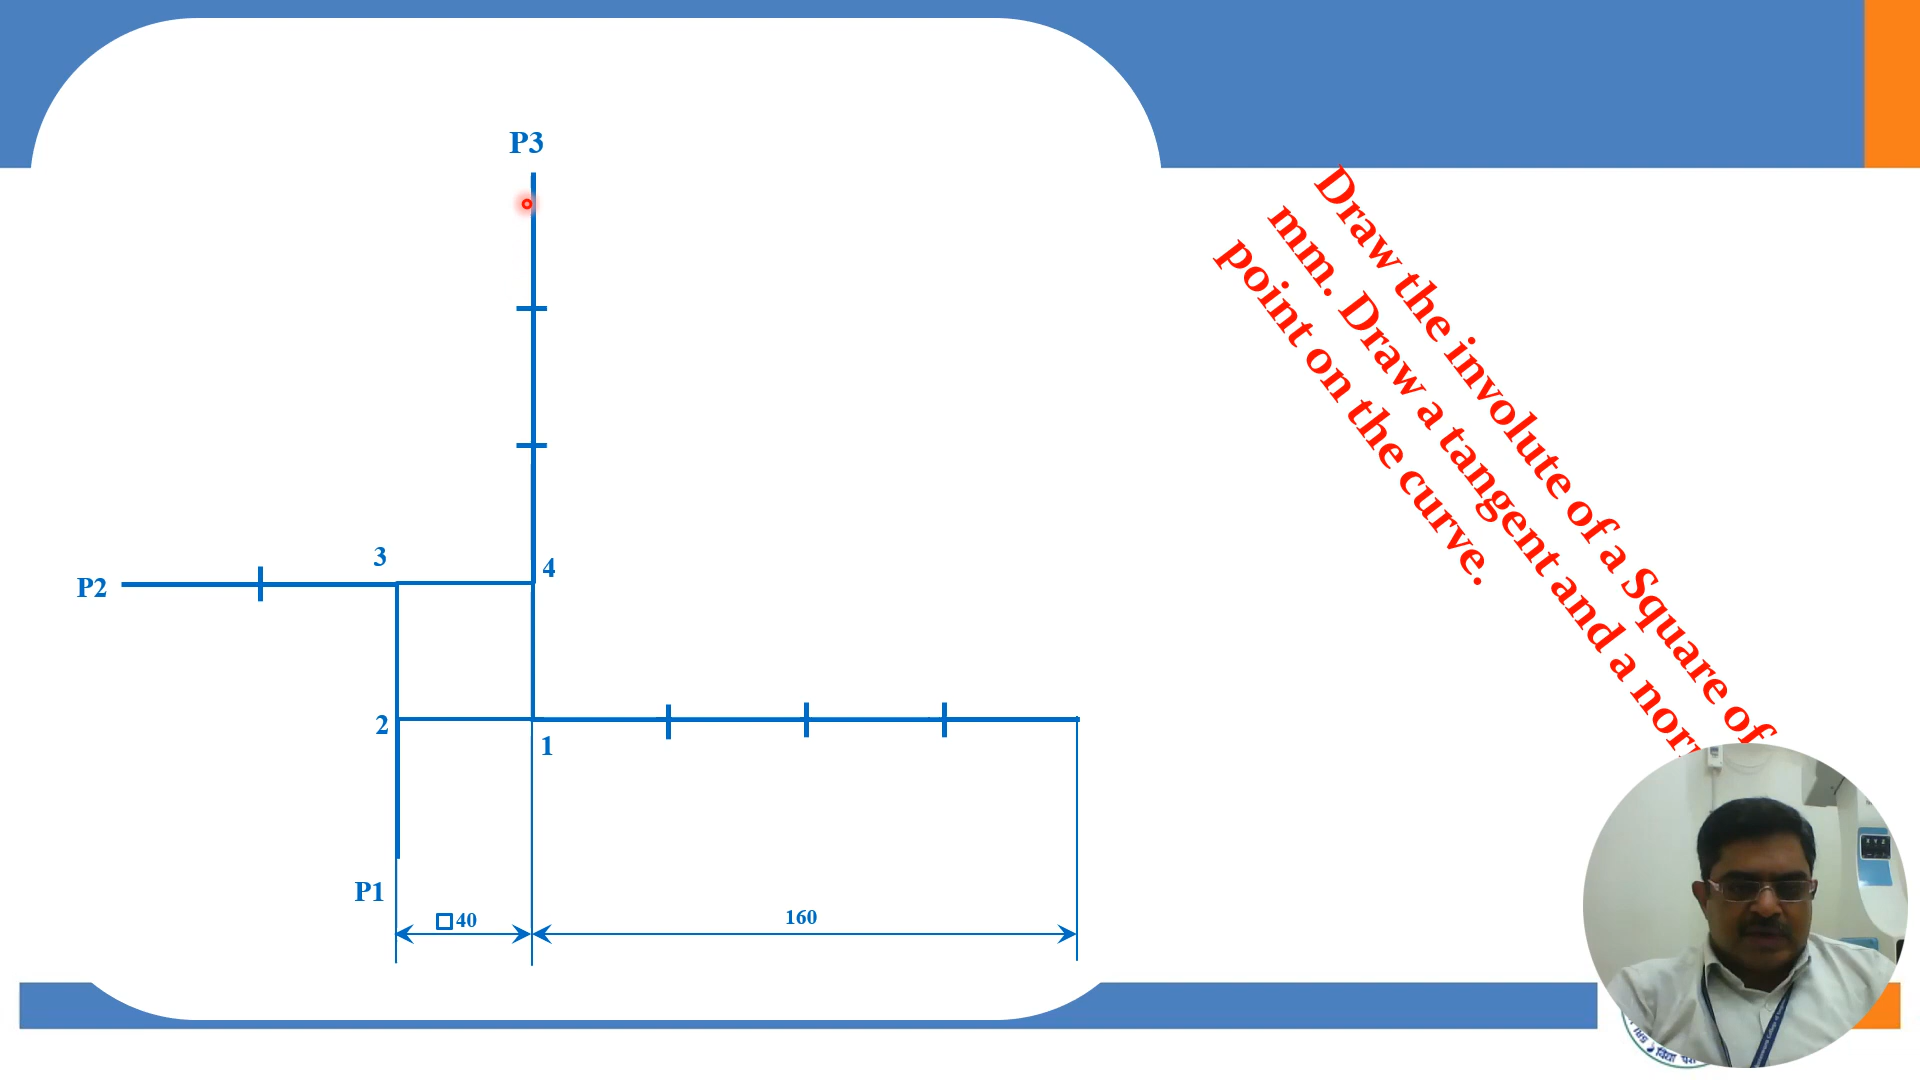 P3
Draw the involute of a Square of
mm. Draw a tangent and a
point on the curve.
3
4
P2
2
1
P1
40
160
विद्या